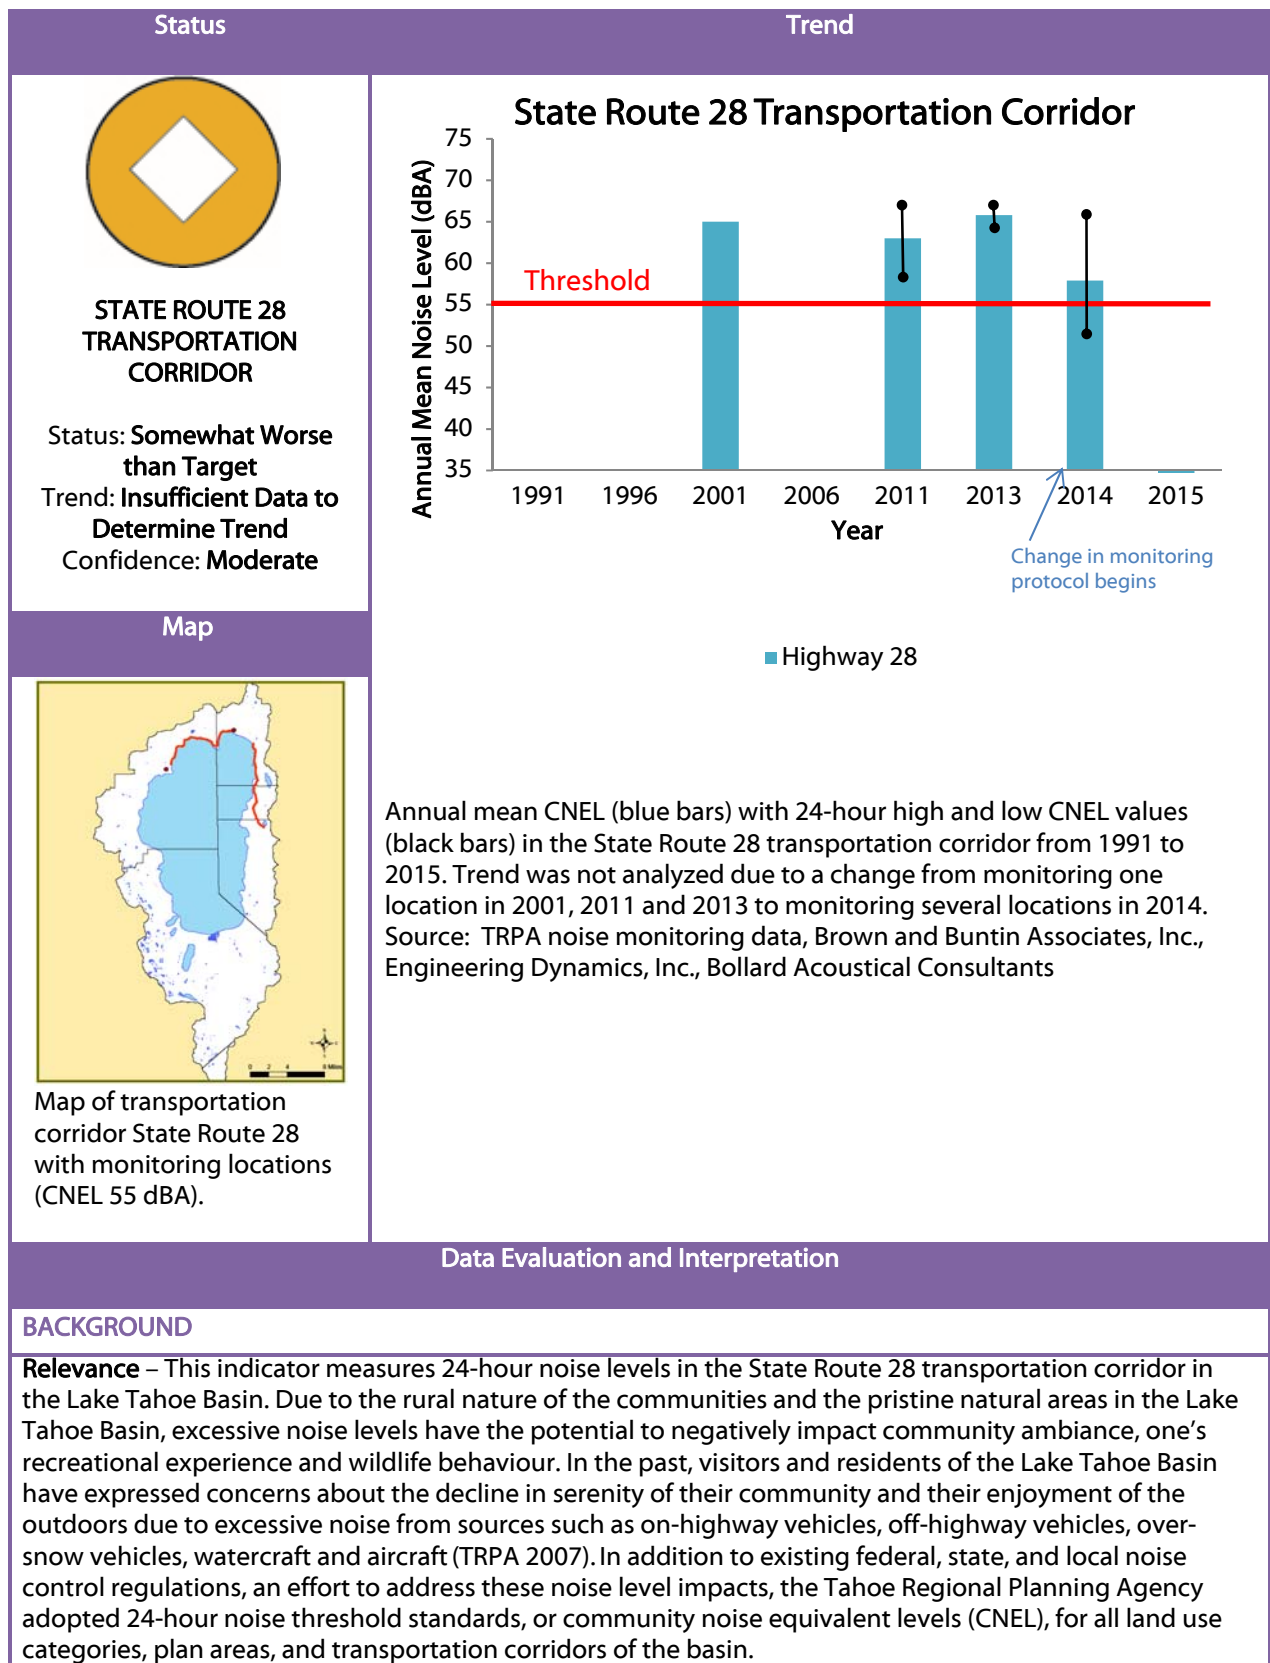 Status
Trend
STATE ROUTE 28
TRANSPORTATION
CORRIDOR
Status: Somewhat Worse
than Target
Trend: Insufficient Data to
Determine Trend
Confidence: Moderate
State Route 28 Transportation Corridor
Annual Mean Noise Level (dBA)
75
70
65
60
55
50
45
40
35
Threshold
1991 1996 2001 2006 2011 2013 2014 2015
Year
Change in monitoring
protocol begins
Highway 28
Map
0 2 4 8 Miles
Map of transportation
corridor State Route 28
with monitoring locations
(CNEL 55 dBA).
Annual mean CNEL (blue bars) with 24-hour high and low CNEL values
(black bars) in the State Route 28 transportation corridor from 1991 to
2015. Trend was not analyzed due to a change from monitoring one
location in 2001, 2011 and 2013 to monitoring several locations in 2014.
Source: TRPA noise monitoring data, Brown and Buntin Associates, Inc.,
Engineering Dynamics, Inc., Bollard Acoustical Consultants
Data Evaluation and Interpretation
BACKGROUND
Relevance – This indicator measures 24-hour noise levels in the State Route 28 transportation corridor in
the Lake Tahoe Basin. Due to the rural nature of the communities and the pristine natural areas in the Lake
Tahoe Basin, excessive noise levels have the potential to negatively impact community ambiance, one's
recreational experience and wildlife behaviour. In the past, visitors and residents of the Lake Tahoe Basin
have expressed concerns about the decline in serenity of their community and their enjoyment of the
outdoors due to excessive noise from sources such as on-highway vehicles, off-highway vehicles, over-
snow vehicles, watercraft and aircraft (TRPA 2007). In addition to existing federal, state, and local noise
control regulations, an effort to address these noise level impacts, the Tahoe Regional Planning Agency
adopted 24-hour noise threshold standards, or community noise equivalent levels (CNEL), for all land use
categories, plan areas, and transportation corridors of the basin.